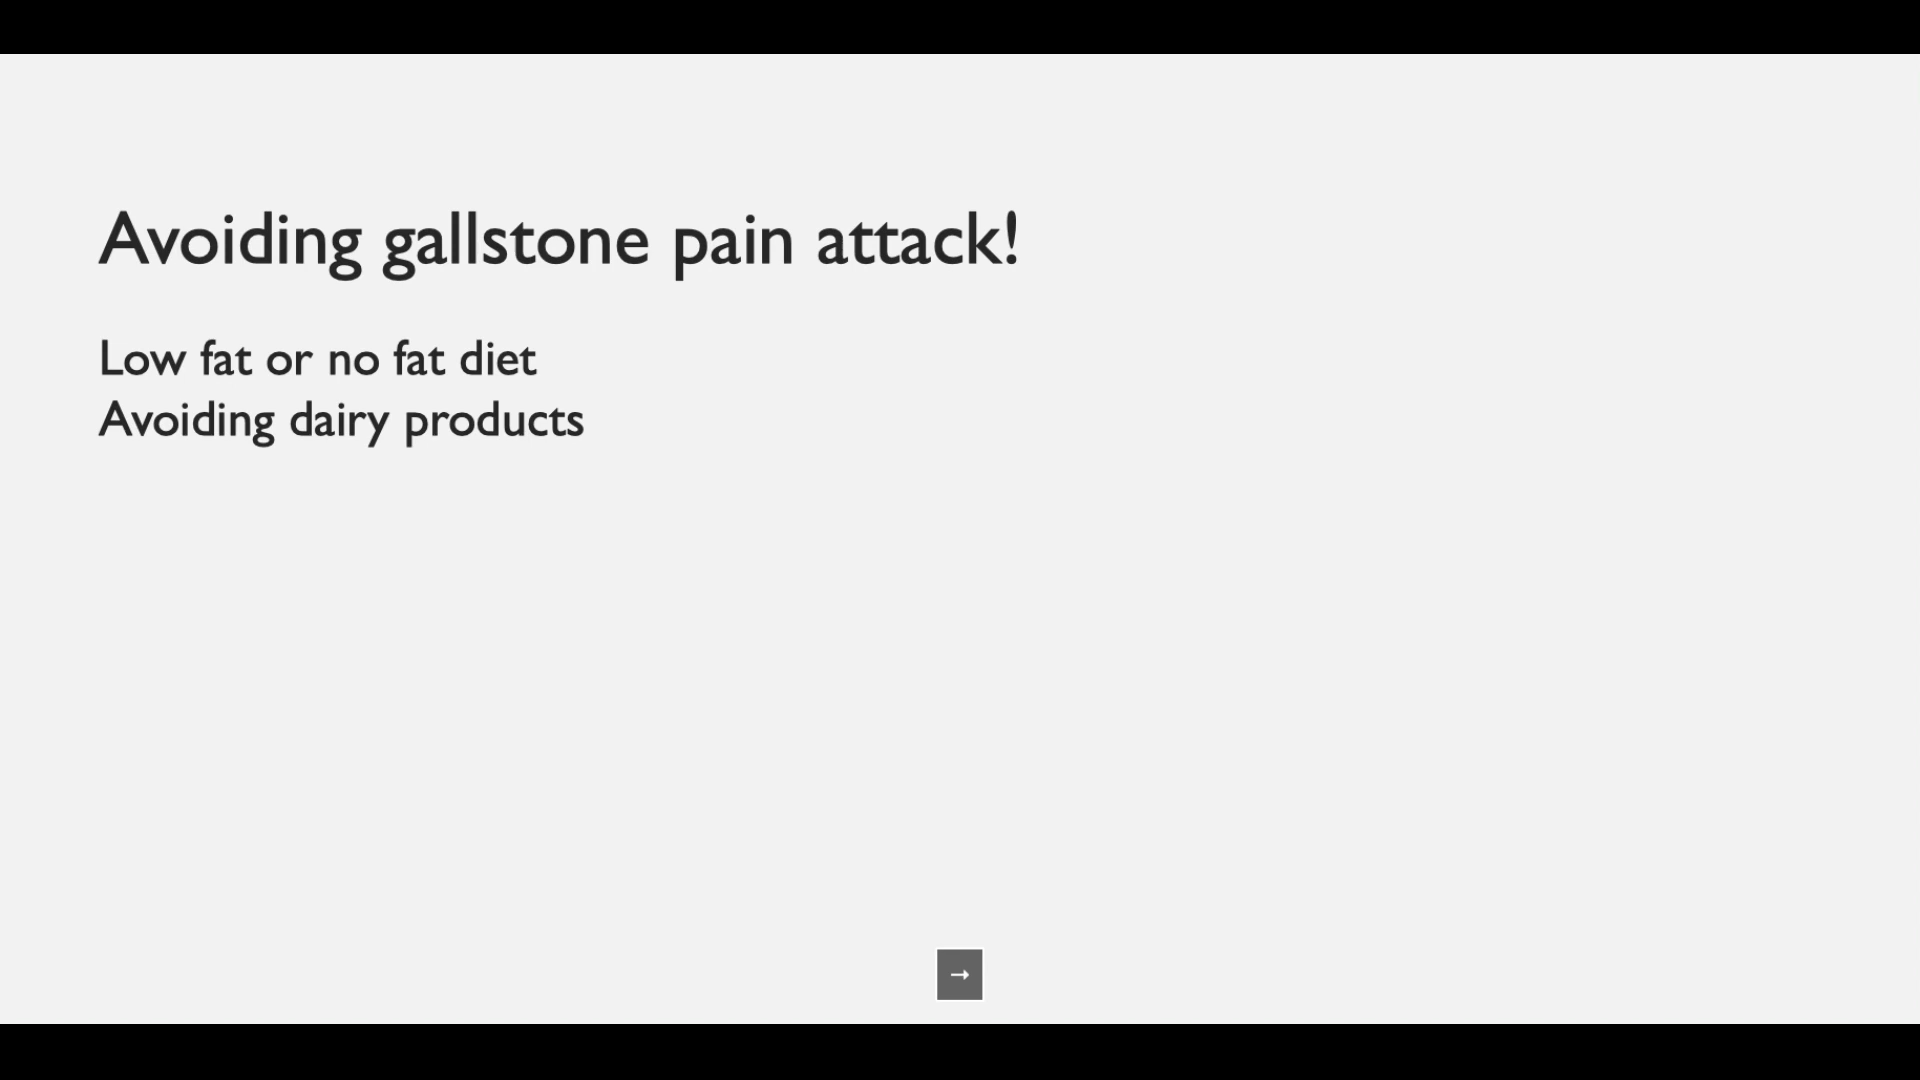 Avoiding gallstone pain attack!
Low fat or no fat diet
Avoiding dairy products
→